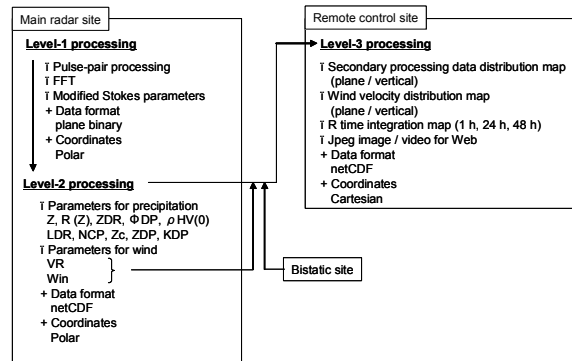 Main radar site
Level-1 processing
ï Pulse-pair processing
ï FFT
ï Modified Stokes parameters
+ Data format
plane binary
+ Coordinates
Polar
Level-2 processing
ï Parameters for precipitation
Z, R (Z), ZDR, ΦDP, ρHV(0)
LDR, NCP, Zc, ZDP, KDP
ï Parameters for wind
VR
Win
+ Data format
netCDF
+ Coordinates
Polar
Remote control site
Level-3 processing
ï Secondary processing data distribution map
(plane / vertical)
ï Wind velocity distribution map
(plane / vertical)
ï R time integration map (1 h, 24 h, 48 h)
ï Jpeg image / video for Web
+ Data format
netCDF
+ Coordinates
Cartesian
Bistatic site